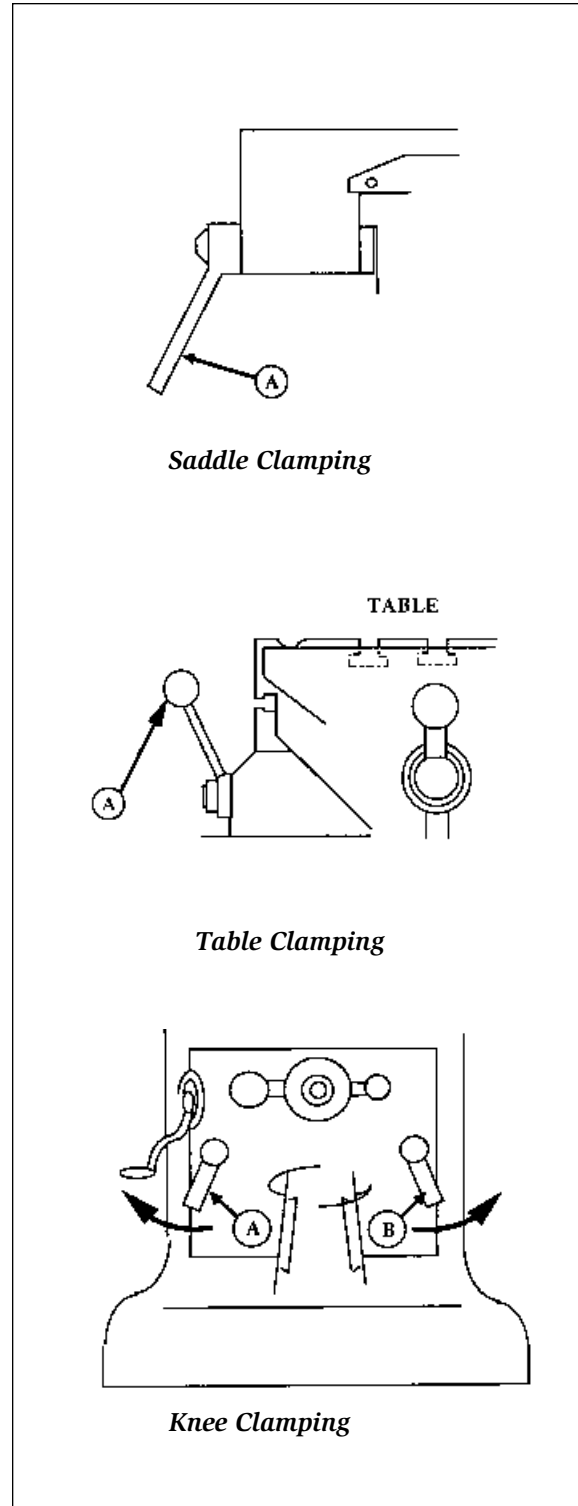 A
Saddle Clamping
TABLE
A
Table Clamping
A B
Knee Clamping